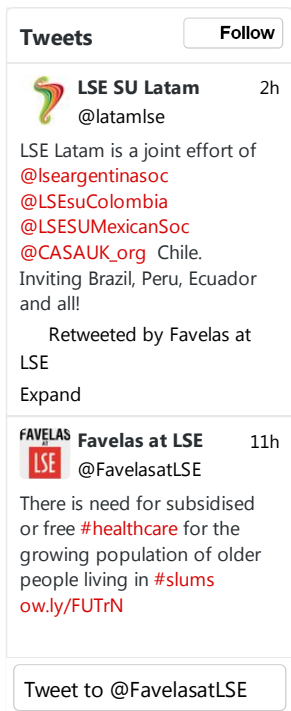 Tweets
Follow
LSE SU Latam 2h
@latamlse
LSE Latam is a joint effort of
@lseargentinasoc
@LSEsuColombia
@LSESUMexicanSoc
@CASAUK_org Chile.
Inviting Brazil, Peru, Ecuador
and all!
Retweeted by Favelas at
LSE
Expand
FAVELAS
AT
LSE
Favelas at LSE 11h
@FavelasatLSE
There is need for subsidised
or free #healthcare for the
growing population of older
people living in #slums
ow.ly/FUTrN
Tweet to @FavelasatLSE